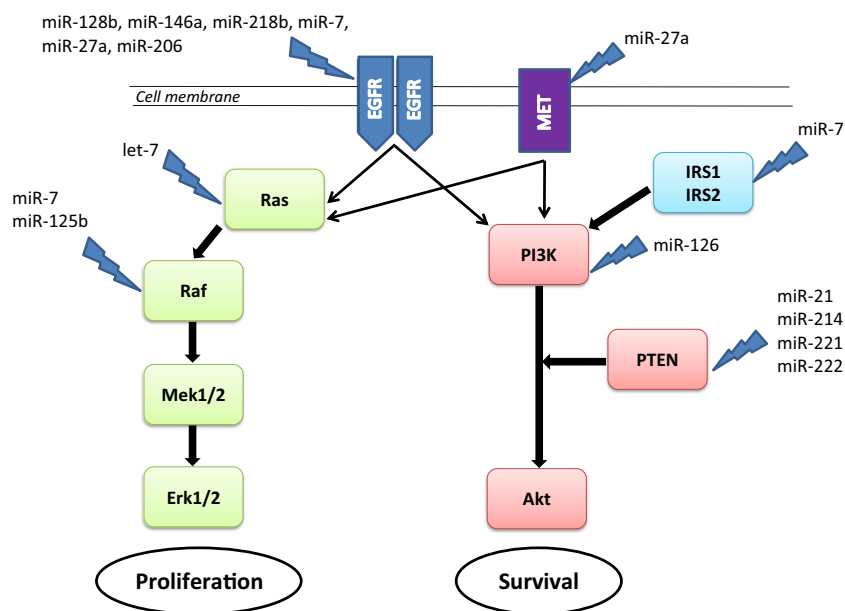 miR-128b, miR-146a, miR-218b, miR-7,
miR-27a, miR-206
miR-27a
Cell membrane
EGFR
EGFR
MET
let-7
miR-7
IRS1
IRS2
Ras
miR-7
miR-125b
PI3K
miR-126
Raf
miR-21
miR-214
miR-221
miR-222
PTEN
Mek1/2
Erk1/2
Akt
Proliferation
Survival